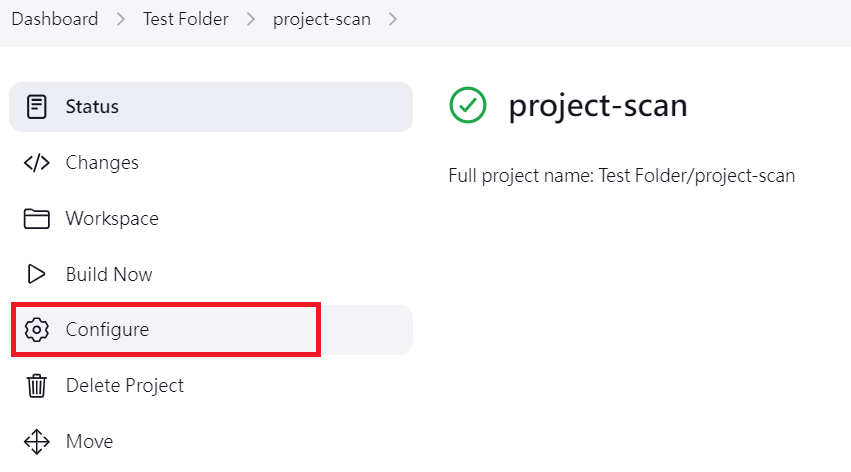 Dashboard > Test Folder > project-scan >
Status
project-scan
Changes
Full project name: Test Folder/project-scan
Workspace
Build Now
Configure
Delete Project
Move